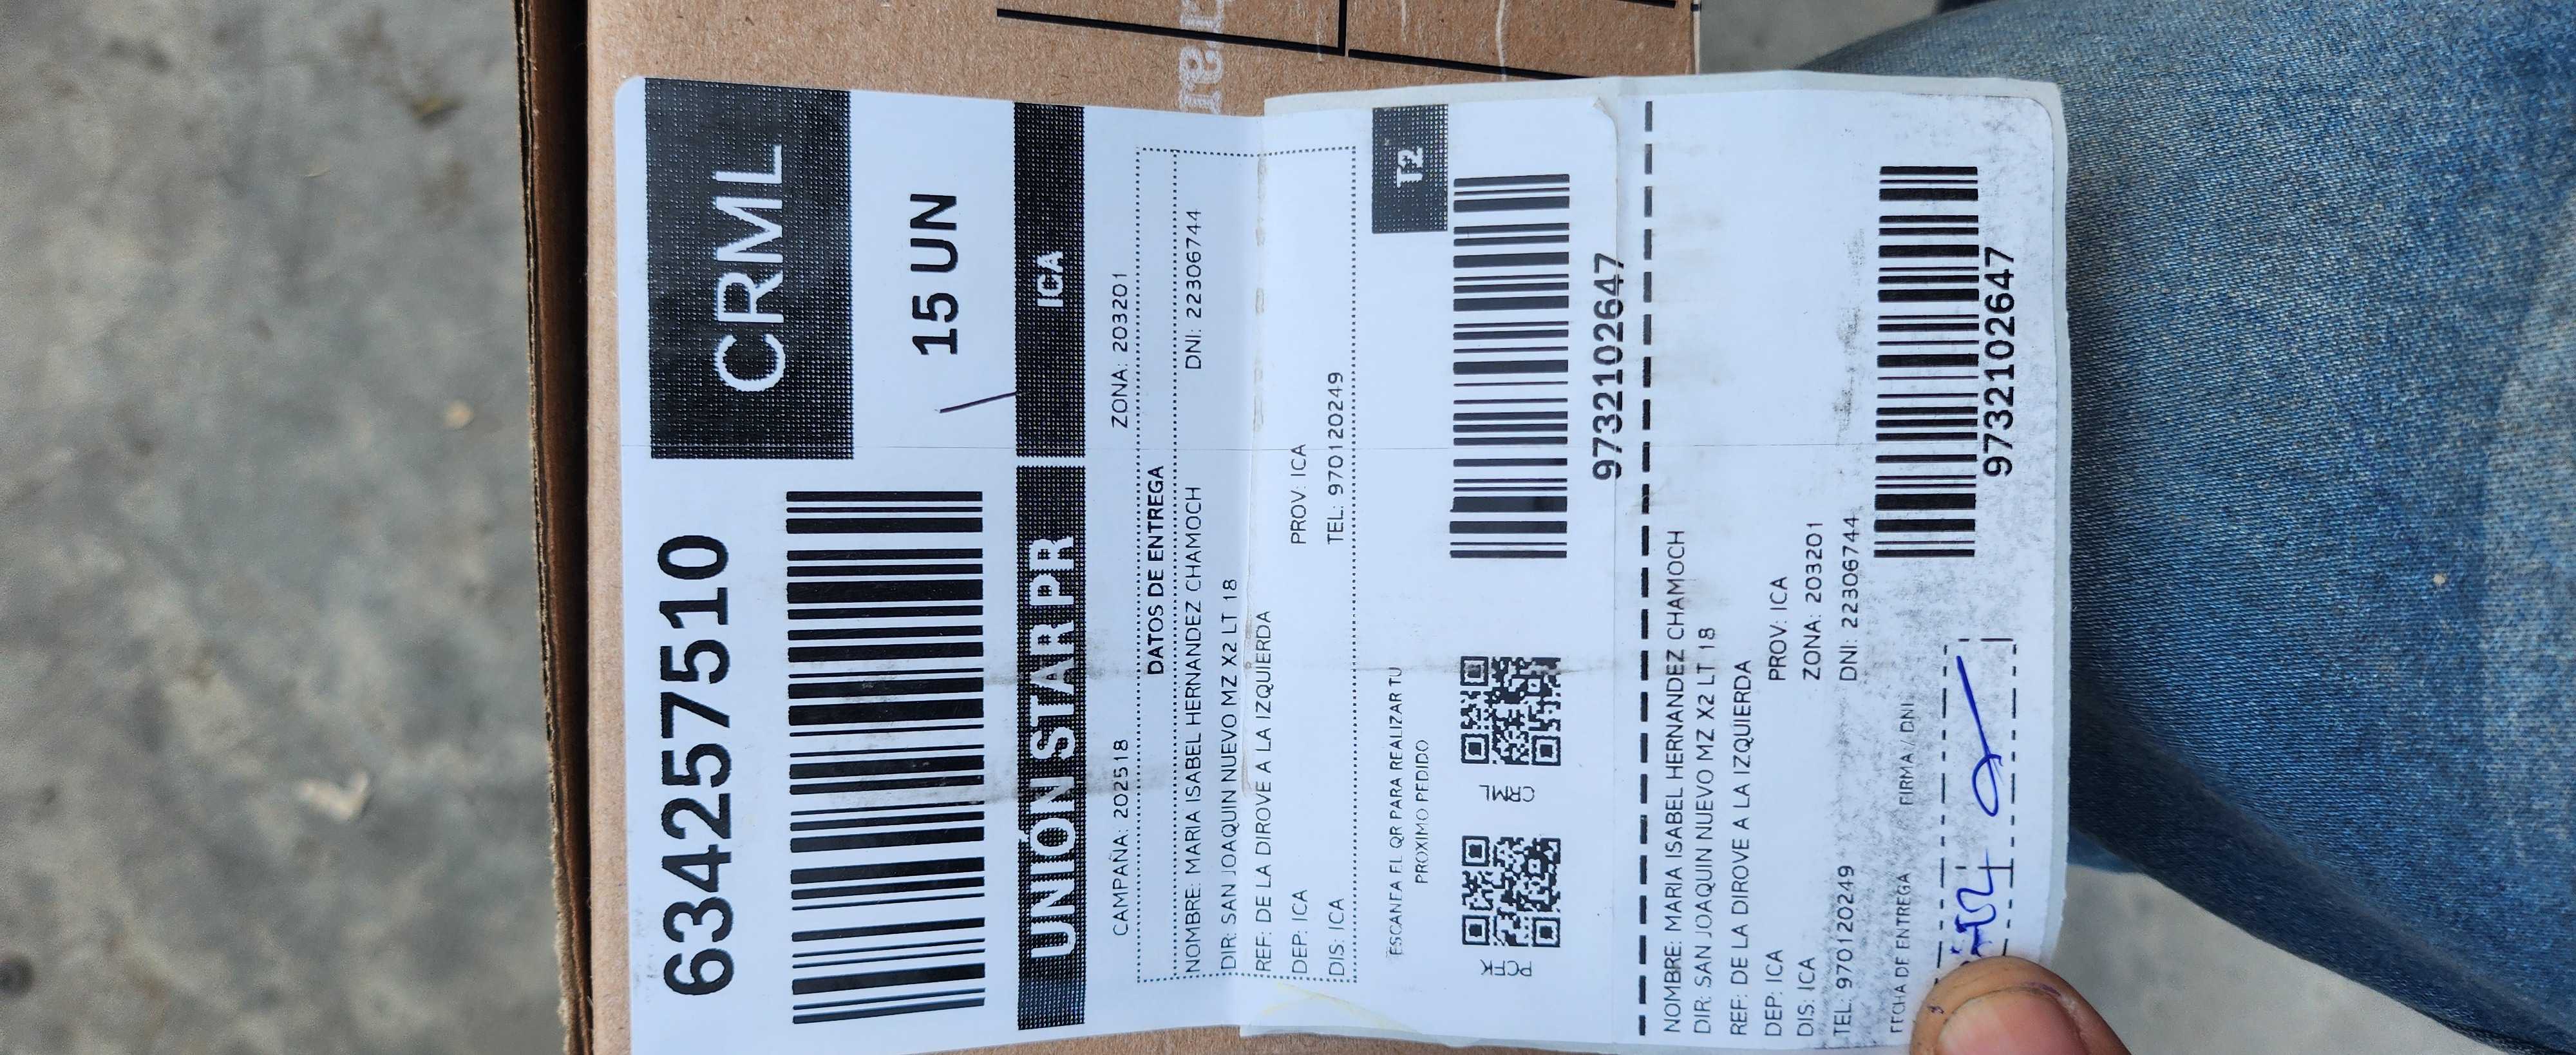 6342577510
CRML
15 UN
UNIÓN STAR PR
ICA
CAMPAÑA: 202518 ZONA: 203201
DATOS DE ENTREGA
NOMBRE: MARIA ISABEL HERNANDEZ CHAMOCH DNI: 22306744
DIR: SAN JOAQUIN NUEVO MZ X2 LT 18
REF: DE LA DIROVE A LA IZQUIERDA
DEP: ICA PROV: ICA
DIS: ICA TEL: 970120249
T2
ESCANEA EL QR PARA REALIZAR TU
PROXIMO PEDIDO
PCFK
CRML
9732102647
NOMBRE: MARIA ISABEL HERNANDEZ CHAMOCH
DIR: SAN JOAQUIN NUEVO MZ X2 LT 18
REF: DE LA DIROVE A LA IZQUIERDA
DEP: ICA PROV: ICA
DIS: ICA ZONA: 203201
TEL: 970120249 DNI: 22306744
FECHA DE ENTREGA FIRMA / DNI
9732102647